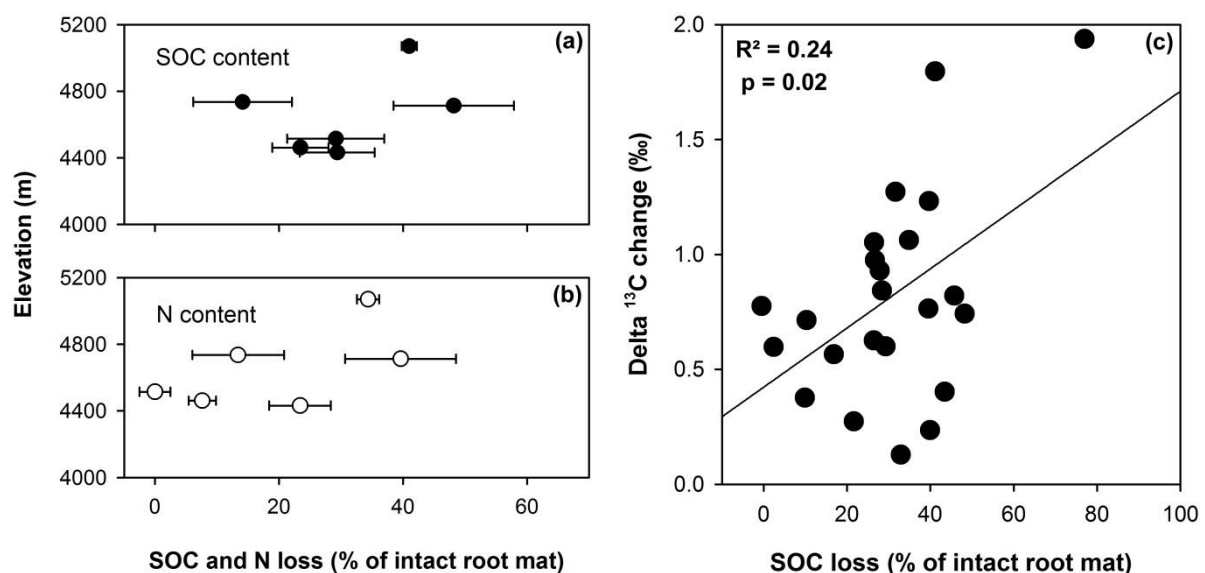 5200
4800
4400
4000
(a)
SOC content
5200
4800
4400
4000
(b)
N content
0
20
40
60
Elevation (m)
SOC and N loss (% of intact root mat)
2.0
1.5
1.0
0.5
0.0
(c)
R² = 0.24
p = 0.02
0
20
40
60
80
100
Delta ¹³C change (‰)
SOC loss (% of intact root mat)